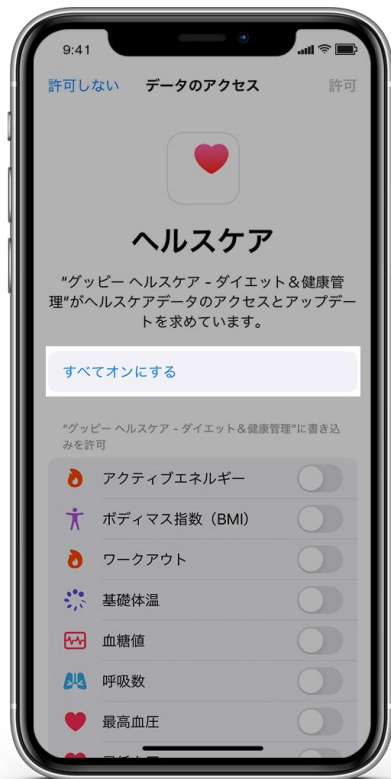 9:41
許可しない データのアクセス 許可
ヘルスケア
“グッピー ヘルスケア - ダイエット＆健康管
理”がヘルスケアデータのアクセスとアップデー
トを求めています。
すべてオンにする
“グッピー ヘルスケア - ダイエット＆健康管理”に書き込
みを許可
アクティブエネルギー
ボディマス指数（BMI）
ワークアウト
基礎体温
血糖値
呼吸数
最高血圧